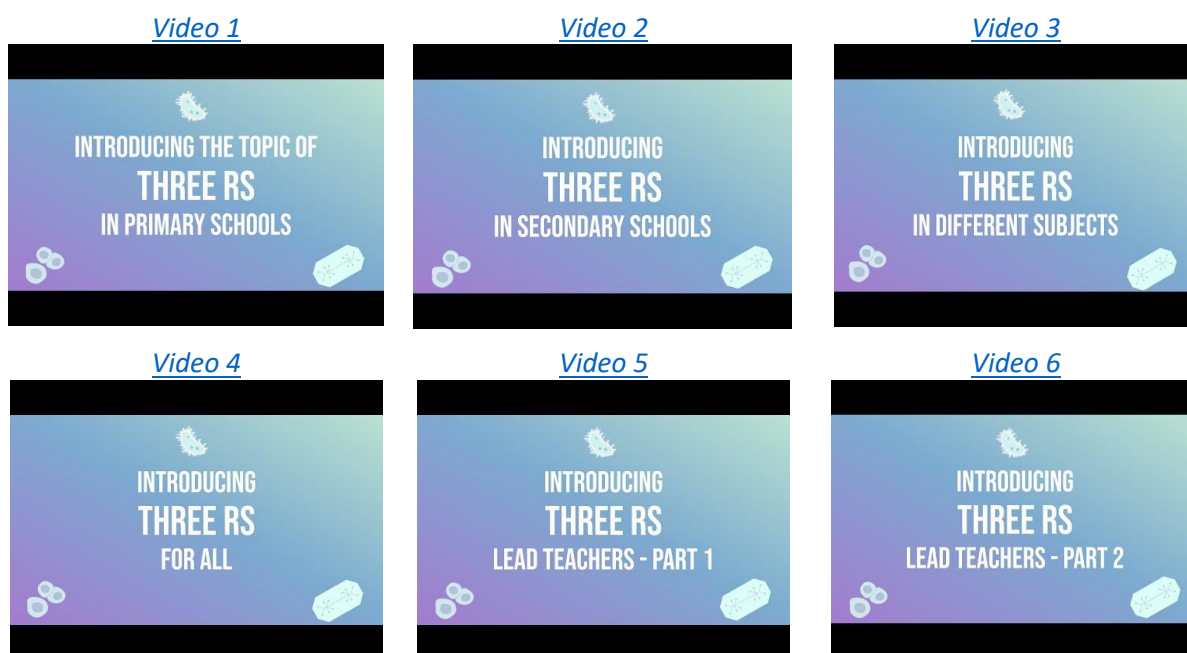 Video 1
INTRODUCING THE TOPIC OF
THREE RS
IN PRIMARY SCHOOLS
Video 2
INTRODUCING
THREE RS
IN SECONDARY SCHOOLS
Video 3
INTRODUCING
THREE RS
IN DIFFERENT SUBJECTS
Video 4
INTRODUCING
THREE RS
FOR ALL
Video 5
INTRODUCING
THREE RS
LEAD TEACHERS - PART 1
Video 6
INTRODUCING
THREE RS
LEAD TEACHERS - PART 2